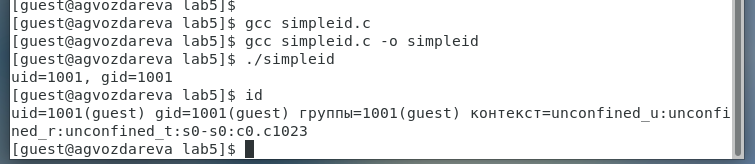 [guest@agvozdareva lab5]$
[guest@agvozdareva lab5]$ gcc simpleid.c
[guest@agvozdareva lab5]$ gcc simpleid.c -o simpleid
[guest@agvozdareva lab5]$ ./simpleid
uid=1001, gid=1001
[guest@agvozdareva lab5]$ id
uid=1001(guest) gid=1001(guest) группы=1001(guest) контекст=unconfined_u:unconfi
ned_r:unconfined_t:s0-s0:c0.c1023
[guest@agvozdareva lab5]$